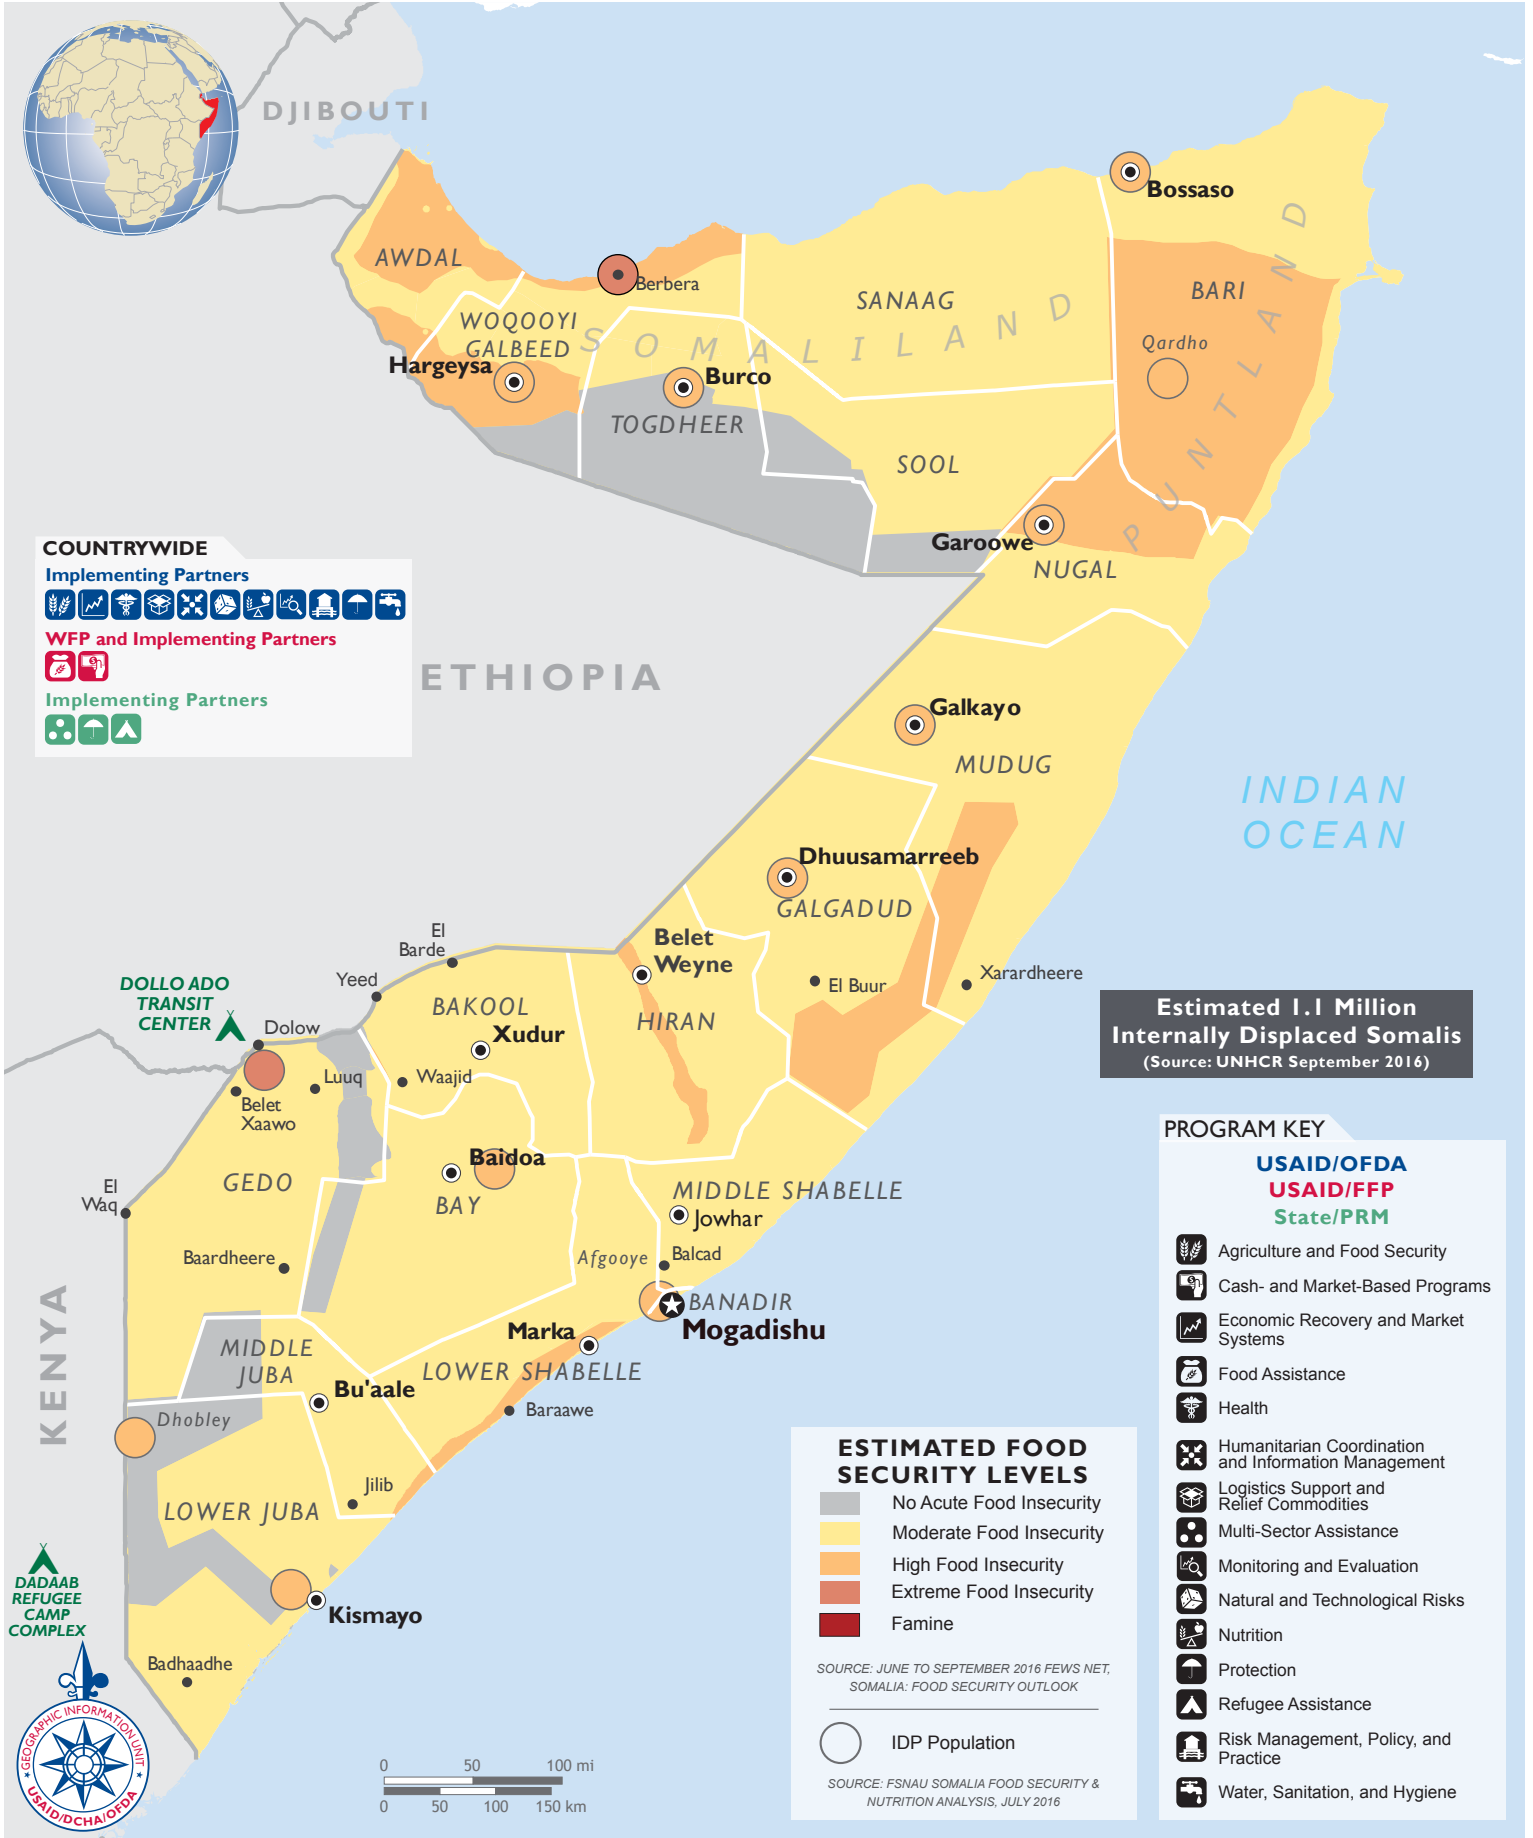 DJIBOUTI
Bossaso
PUNTLAND
AWDAL
Berbera
SANAAG
BARI
WOQOOYI
GALBEED
SOMALILAND
Qardho
Hargeysa
Burco
TOGDHEER
SOOL
Garoowe
NUGAL
COUNTRYWIDE
Implementing Partners
WFP and Implementing Partners
Implementing Partners
ETHIOPIA
Galkayo
MUDUG
INDIAN
OCEAN
Dhuusamarreeb
GALGADUD
El
Barde
Belet
Weyne
Yeed
El Buur
Xarardheere
DOLLO ADO
TRANSIT
CENTER
Dolow
BAKOOL
Xudur
HIRAN
Estimated 1.1 Million
Internally Displaced Somalis
(Source: UNHCR September 2016)
Luuq
Waajid
Belet
Xaawo
GEDO
Baidoa
BAY
El
Waq
MIDDLE SHABELLE
Jowhar
Baardheere
Afgooye
Balcad
BANADIR
Mogadishu
KENYA
Marka
MIDDLE
JUBA
LOWER SHABELLE
Bu'aale
Baraawe
Dhobley
Jilib
LOWER JUBA
DADAAB
REFUGEE
CAMP
COMPLEX
Kismayo
Badhaadhe
GEOGRAPHIC INFORMATION UNIT
USAID/DCHA/OFDA
0 50 100 mi
0 50 100 150 km
ESTIMATED FOOD
SECURITY LEVELS
No Acute Food Insecurity
Moderate Food Insecurity
High Food Insecurity
Extreme Food Insecurity
Famine
SOURCE: JUNE TO SEPTEMBER 2016 FEWS NET,
SOMALIA: FOOD SECURITY OUTLOOK
IDP Population
SOURCE: FSNAU SOMALIA FOOD SECURITY &
NUTRITION ANALYSIS, JULY 2016
PROGRAM KEY
USAID/OFDA
USAID/FFP
State/PRM
Agriculture and Food Security
Cash- and Market-Based Programs
Economic Recovery and Market
Systems
Food Assistance
Health
Humanitarian Coordination
and Information Management
Logistics Support and
Relief Commodities
Multi-Sector Assistance
Monitoring and Evaluation
Natural and Technological Risks
Nutrition
Protection
Refugee Assistance
Risk Management, Policy, and
Practice
Water, Sanitation, and Hygiene